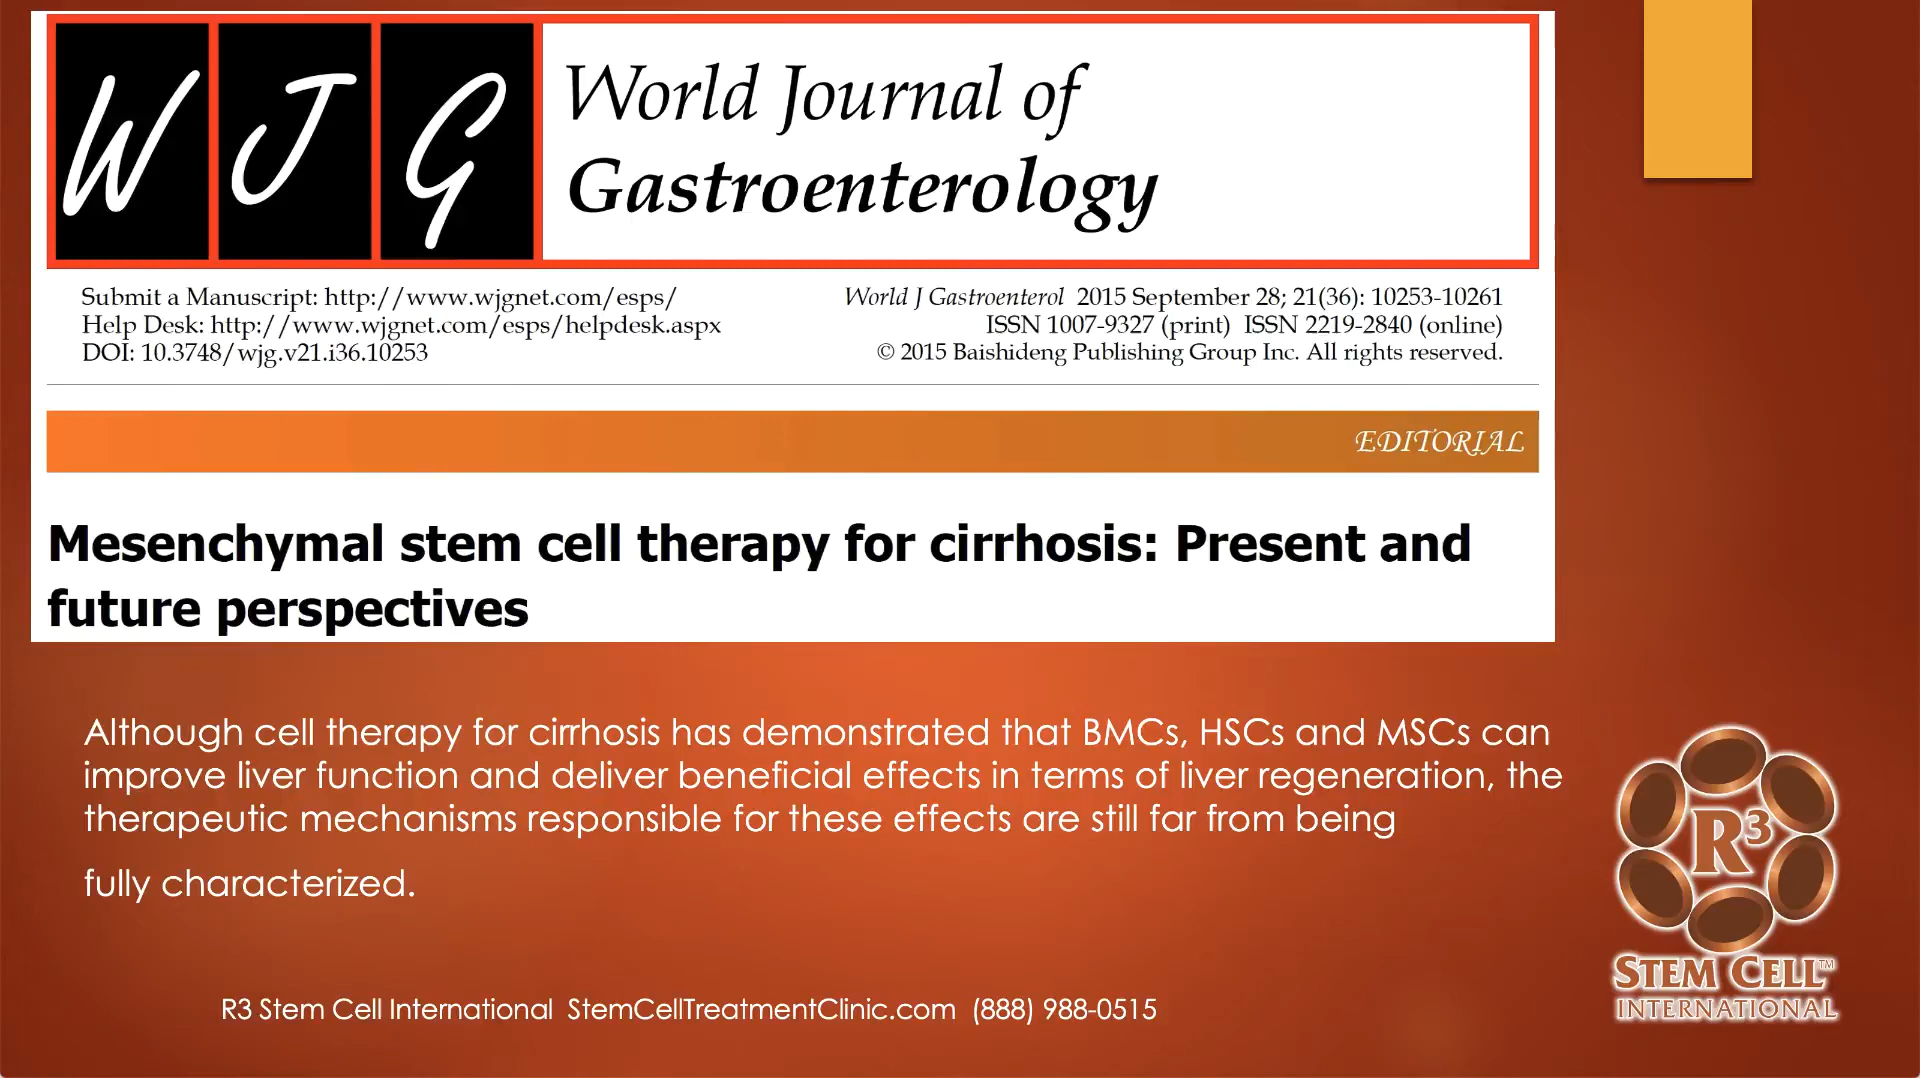 WJG
World Journal of
Gastroenterology
Submit a Manuscript: http://www.wjgnet.com/esps/
Help Desk: http://www.wjgnet.com/esps/helpdesk.aspx
DOI: 10.3748/wjg.v21.i36.10253
World J Gastroenterol 2015 September 28; 21(36): 10253-10261
ISSN 1007-9327 (print) ISSN 2219-2840 (online)
© 2015 Baishideng Publishing Group Inc. All rights reserved.
EDITORIAL
Mesenchymal stem cell therapy for cirrhosis: Present and
future perspectives
Although cell therapy for cirrhosis has demonstrated that BMCs, HSCs and MSCs can
improve liver function and deliver beneficial effects in terms of liver regeneration, the
therapeutic mechanisms responsible for these effects are still far from being
fully characterized.
R3 Stem Cell International StemCellTreatmentClinic.com (888) 988-0515
R³
STEM CELL™
INTERNATIONAL